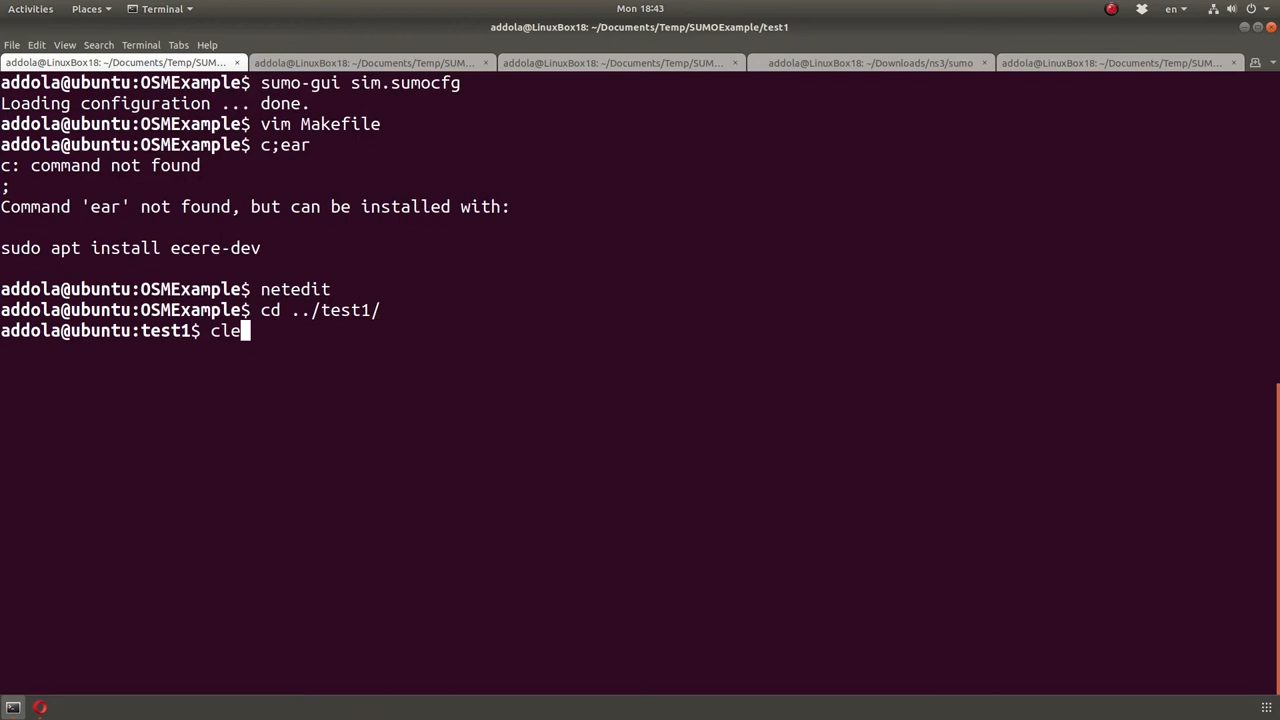 Activities Places Terminal Mon 18:43 en
addola@LinuxBox18: ~/Documents/Temp/SUMOExample/test1
File Edit View Search Terminal Tabs Help
addola@LinuxBox18: ~/Documents/Temp/SUM... × addola@LinuxBox18: ~/Documents/Temp/SUM... × addola@LinuxBox18: ~/Documents/Temp/SUM... × addola@LinuxBox18: ~/Downloads/ns3/sumo × addola@LinuxBox18: ~/Documents/Temp/SUM... ×
addola@ubuntu:OSMExample$ sumo-gui sim.sumocfg
Loading configuration ... done.
addola@ubuntu:OSMExample$ vim Makefile
addola@ubuntu:OSMExample$ c;ear
c: command not found
;
Command 'ear' not found, but can be installed with:
sudo apt install ecere-dev
addola@ubuntu:OSMExample$ netedit
addola@ubuntu:OSMExample$ cd ../test1/
addola@ubuntu:test1$ cle